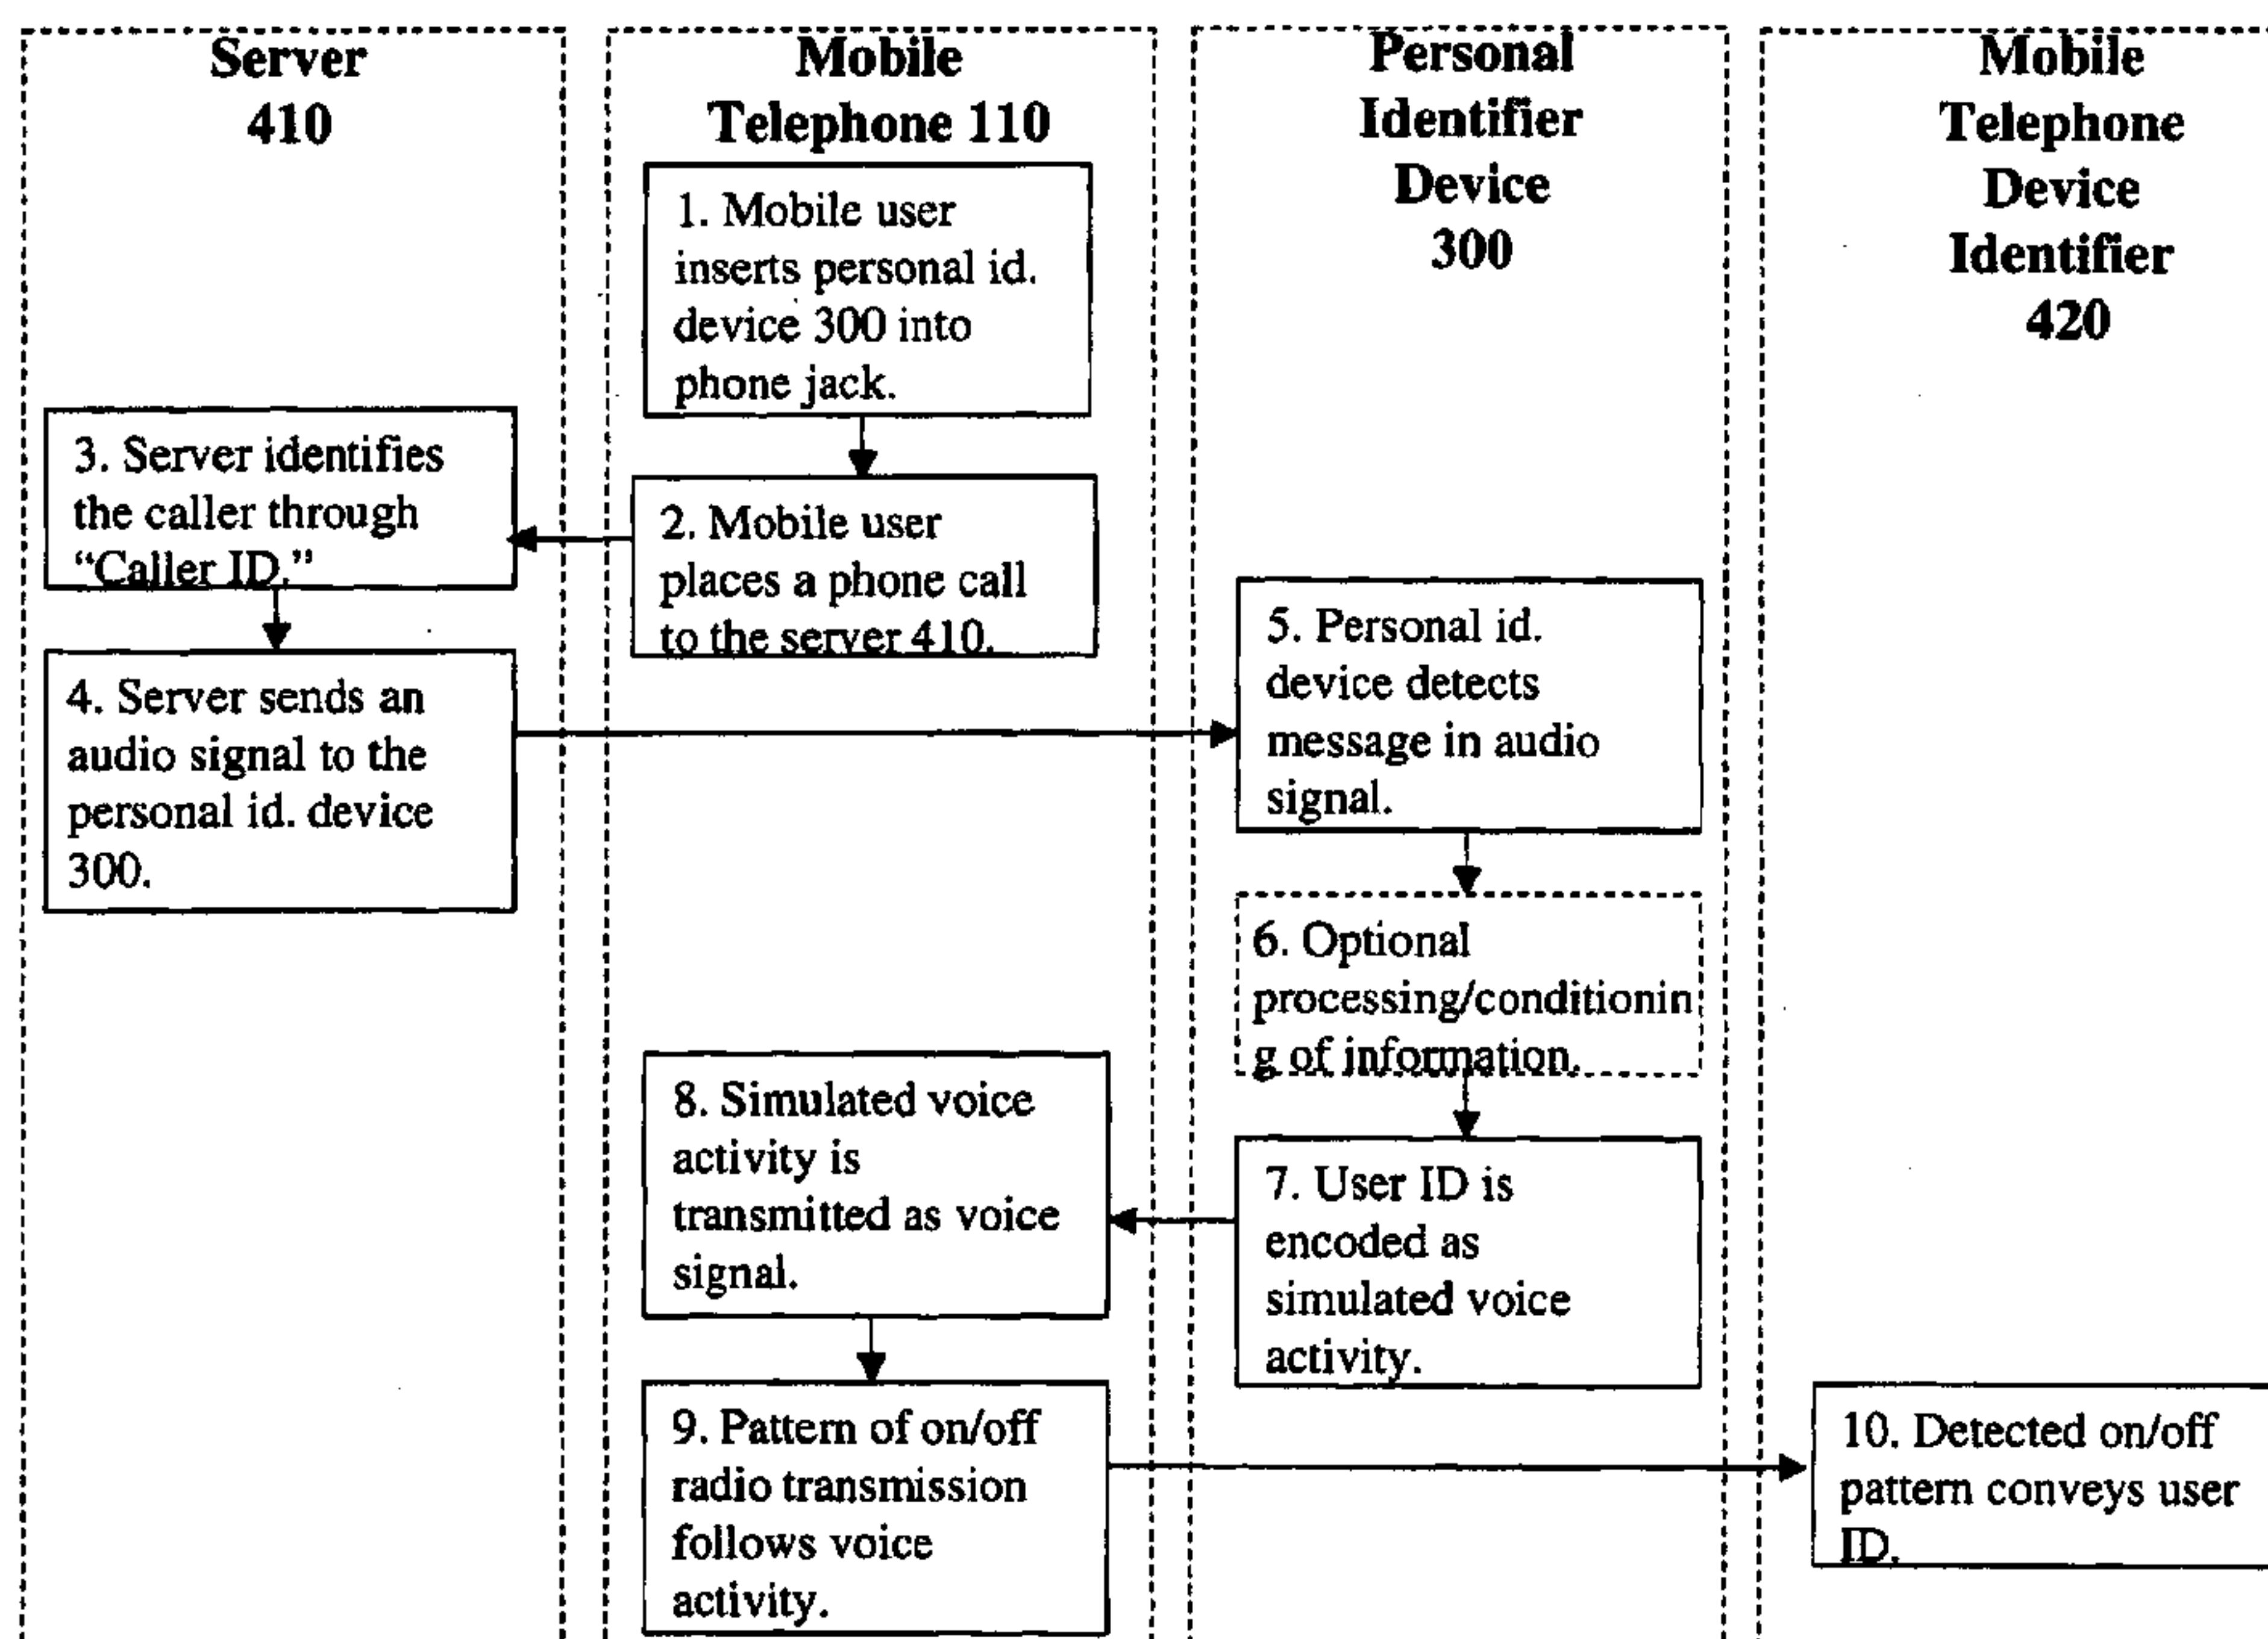 Server
410
Mobile
Telephone 110
Personal
Identifier
Device
300
Mobile
Telephone
Device
Identifier
420
1. Mobile user
inserts personal id.
device 300 into
phone jack.
2. Mobile user
places a phone call
to the server 410.
3. Server identifies
the caller through
“Caller ID.”
4. Server sends an
audio signal to the
personal id. device
300.
5. Personal id.
device detects
message in audio
signal.
6. Optional
processing/conditionin
g of information.
7. User ID is
encoded as
simulated voice
activity.
8. Simulated voice
activity is
transmitted as voice
signal.
9. Pattern of on/off
radio transmission
follows voice
activity.
10. Detected on/off
pattern conveys user
ID.